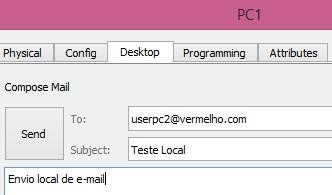 PC1
Physical Config Desktop Programming Attributes
Compose Mail
Send
To: userpc2@vermelho.com
Subject: Teste Local
Envio local de e-mail